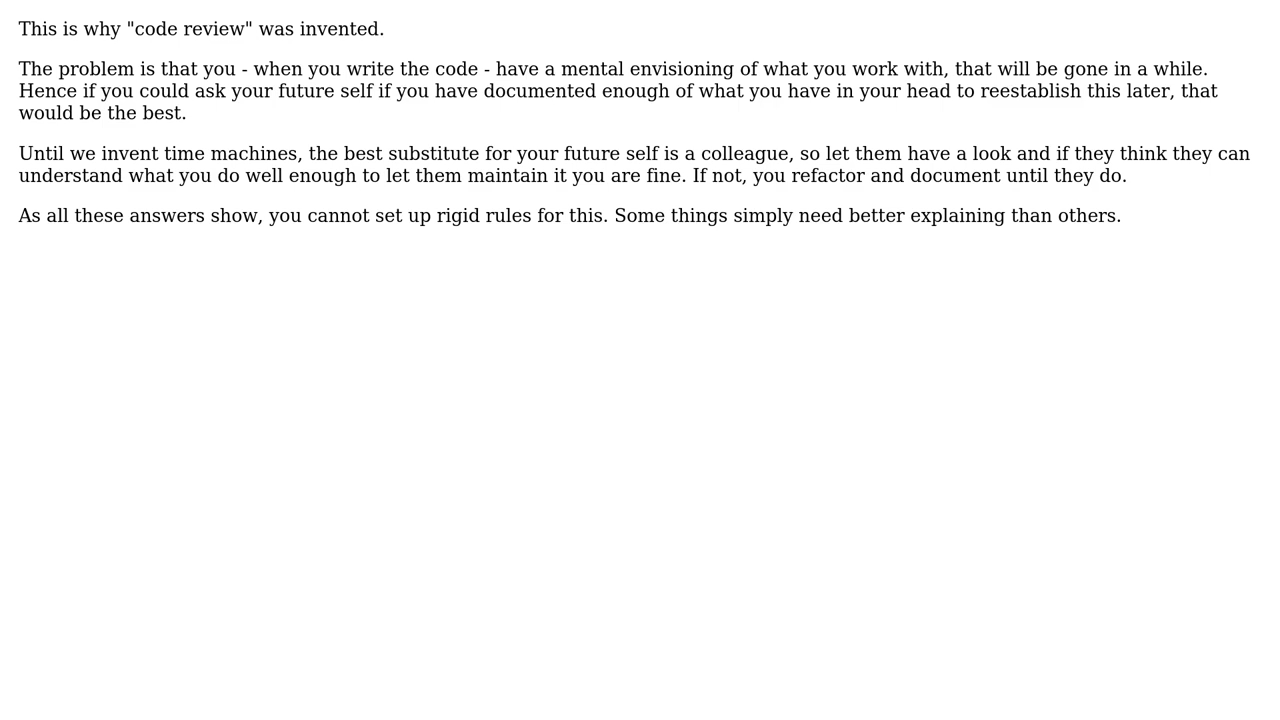 This is why "code review" was invented.
The problem is that you - when you write the code - have a mental envisioning of what you work with, that will be gone in a while.
Hence if you could ask your future self if you have documented enough of what you have in your head to reestablish this later, that
would be the best.
Until we invent time machines, the best substitute for your future self is a colleague, so let them have a look and if they think they can
understand what you do well enough to let them maintain it you are fine. If not, you refactor and document until they do.
As all these answers show, you cannot set up rigid rules for this. Some things simply need better explaining than others.